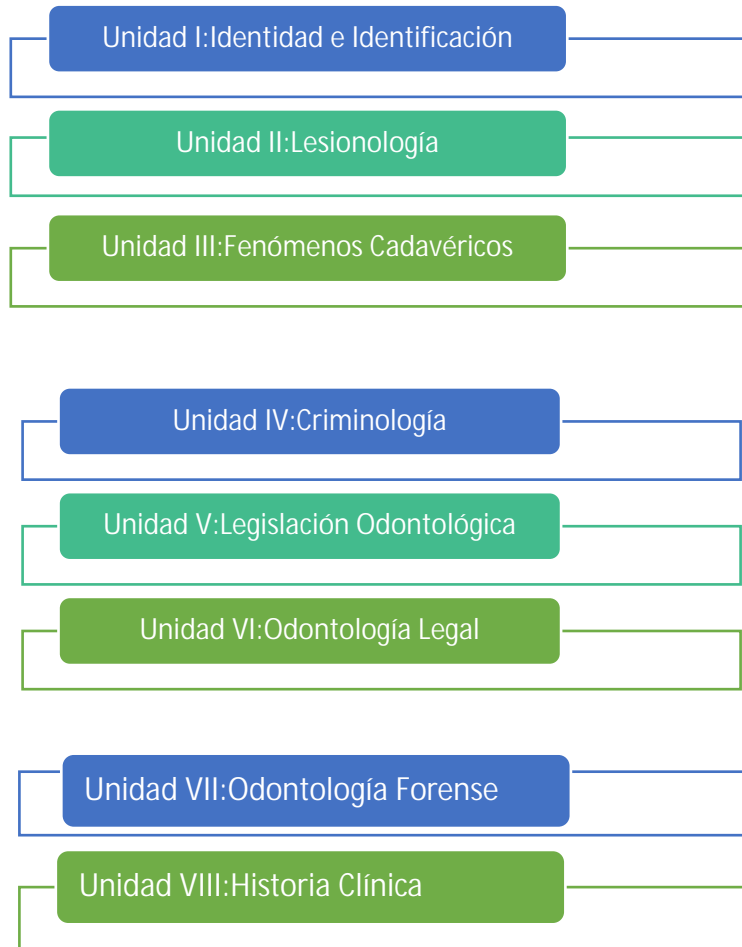 Unidad I:Identidad e Identificación
Unidad II:Lesionología
Unidad III:Fenómenos Cadavéricos
Unidad IV:Criminología
Unidad V:Legislación Odontológica
Unidad VI:Odontología Legal
Unidad VII:Odontología Forense
Unidad VIII:Historia Clínica